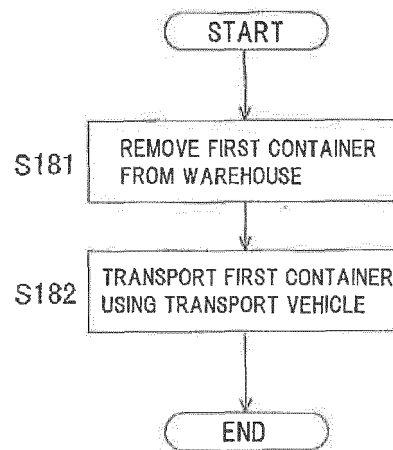 START
S181
REMOVE FIRST CONTAINER
FROM WAREHOUSE
S182
TRANSPORT FIRST CONTAINER
USING TRANSPORT VEHICLE
END